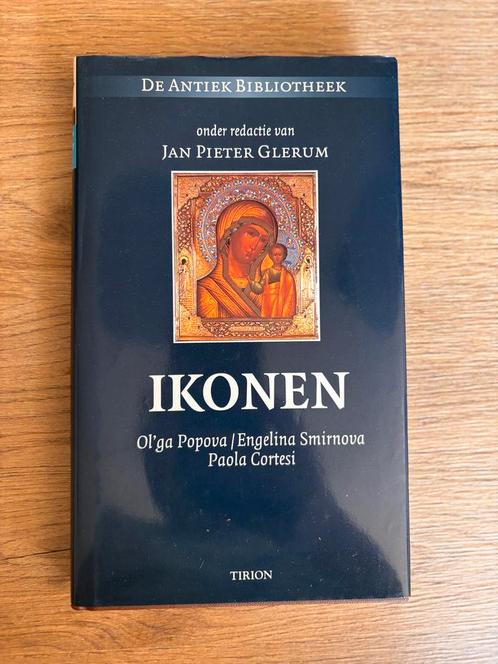 DE ANTIEK BIBLIOTHEEK
onder redactie van
JAN PIETER GLERUM
IKONEN
Ol'ga Popova/Engelina Smirnova
Paola Cortesi
TIRION